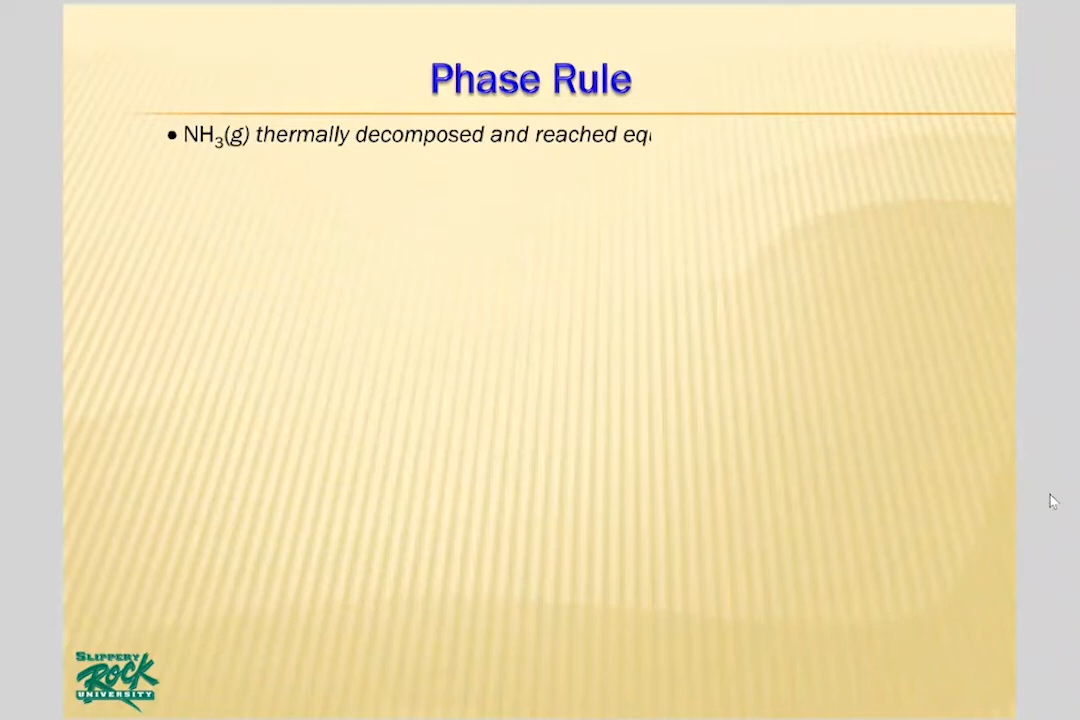 Phase Rule
• NH₃(g) thermally decomposed and reached
SLIPPERY
ROCK
UNIVERSITY